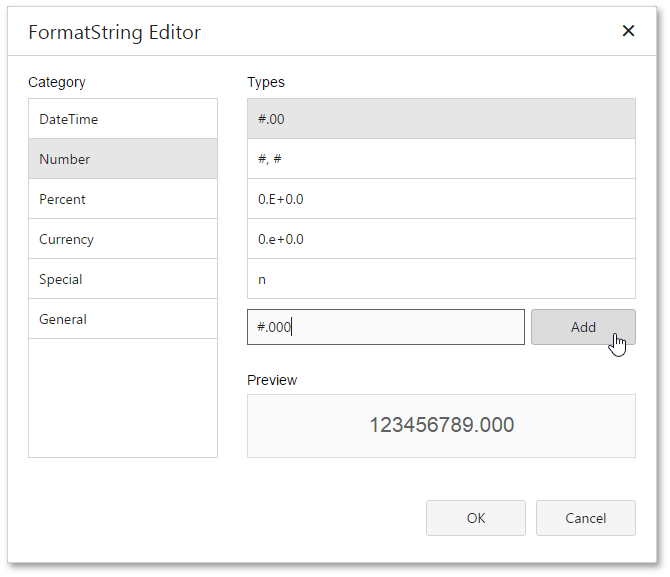 FormatString Editor
Category
Types
DateTime
Number
Percent
Currency
Special
General
#.00
#, #
0.E+0.0
0.e+0.0
n
#.000
Add
Preview
123456789.000
OK
Cancel